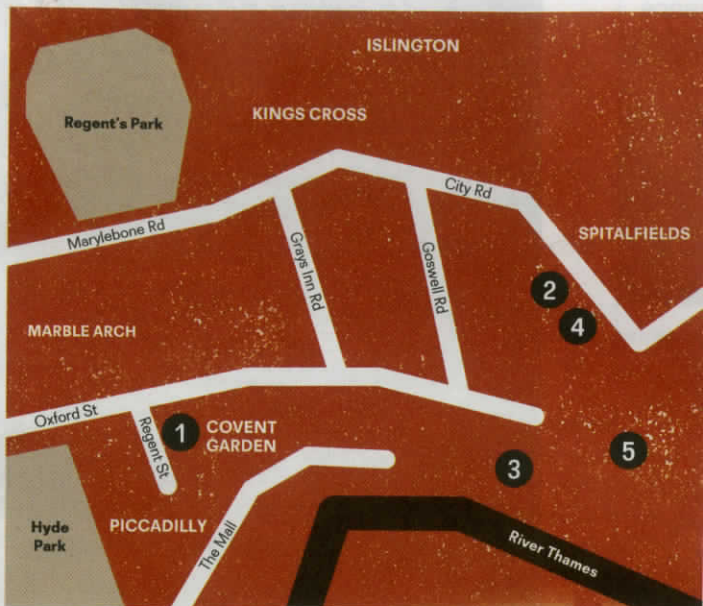 ISLINGTON
Regent's Park
KINGS CROSS
City Rd
Marylebone Rd
SPITALFIELDS
Grays Inn Rd
Goswell Rd
2
4
MARBLE ARCH
Oxford St
Regent St
1
COVENT
GARDEN
5
3
Hyde
Park
PICCADILLY
The Mall
River Thames